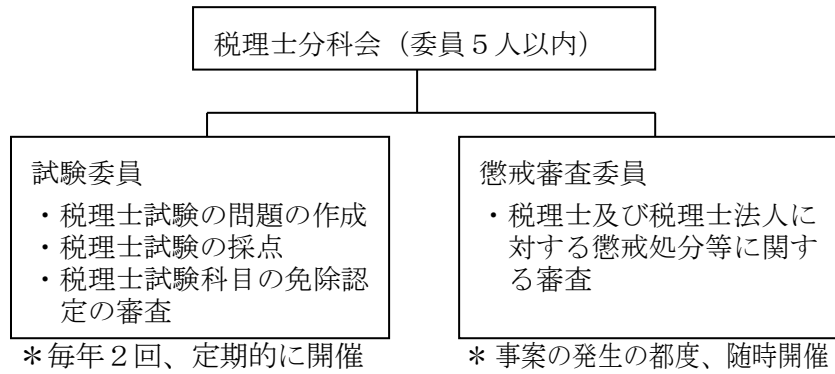 税理士分科会（委員５人以内）
試験委員
・税理士試験の問題の作成
・税理士試験の採点
・税理士試験科目の免除認
定の審査
＊毎年２回、定期的に開催
懲戒審査委員
・税理士及び税理士法人に
対する懲戒処分等に関す
る審査
＊ 事案の発生の都度、随時開催